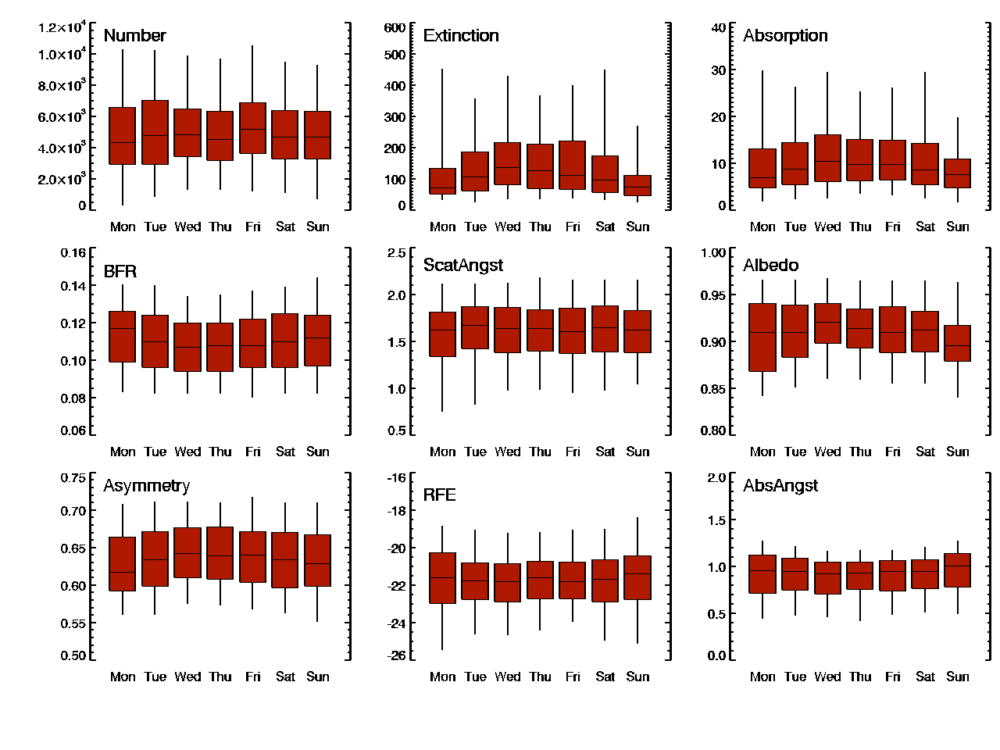 Number
1.2×10⁴
1.0×10⁴
8.0×10³
6.0×10³
4.0×10³
2.0×10³
0
Mon Tue Wed Thu Fri Sat Sun
Extinction
600
500
400
300
200
100
0
Mon Tue Wed Thu Fri Sat Sun
Absorption
40
30
20
10
0
Mon Tue Wed Thu Fri Sat Sun
BFR
0.16
0.14
0.12
0.10
0.08
0.06
Mon Tue Wed Thu Fri Sat Sun
ScatAngst
2.5
2.0
1.5
1.0
0.5
Mon Tue Wed Thu Fri Sat Sun
Albedo
1.00
0.95
0.90
0.85
0.80
Mon Tue Wed Thu Fri Sat Sun
Asymmetry
0.75
0.70
0.65
0.60
0.55
0.50
Mon Tue Wed Thu Fri Sat Sun
RFE
-16
-18
-20
-22
-24
-26
Mon Tue Wed Thu Fri Sat Sun
AbsAngst
2.0
1.5
1.0
0.5
0.0
Mon Tue Wed Thu Fri Sat Sun